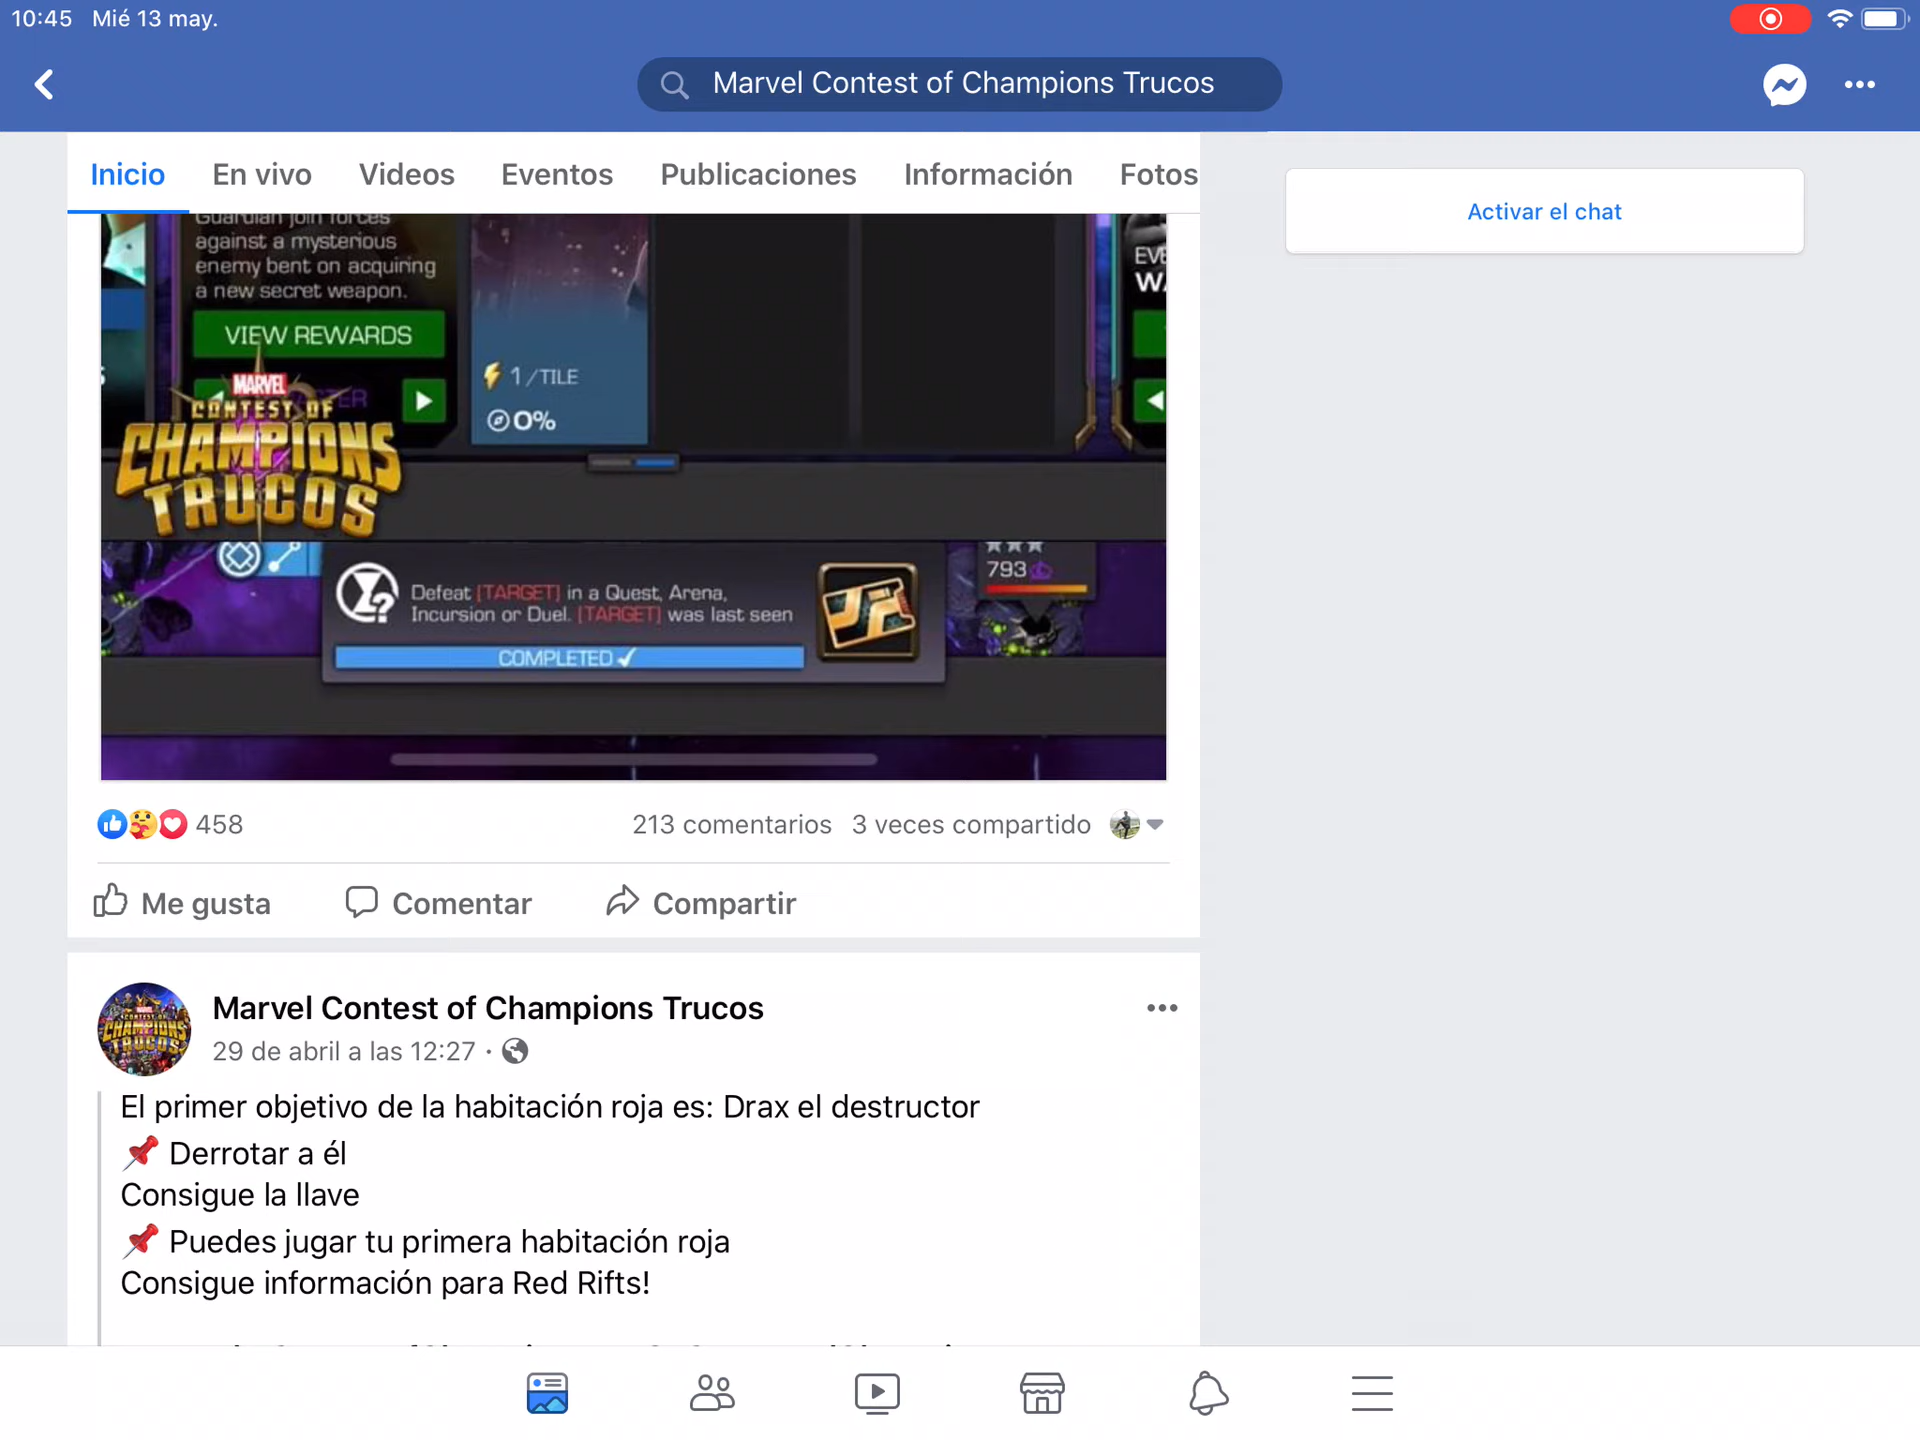 10:45 Mié 13 may.
Marvel Contest of Champions Trucos
Inicio En vivo Videos Eventos Publicaciones Información Fotos
Guardian join forces
against a mysterious
enemy bent on acquiring
a new secret weapon.
VIEW REWARDS
1/TILE
0%
MARVEL
CONTEST OF
CHAMPIONS
TRUCOS
793
Defeat [TARGET] in a Quest, Arena,
Incursion or Duel. [TARGET] was last seen
COMPLETED
458
213 comentarios 3 veces compartido
Me gusta Comentar Compartir
Marvel Contest of Champions Trucos
29 de abril a las 12:27 ·
El primer objetivo de la habitación roja es: Drax el destructor
📌 Derrotar a él
Consigue la llave
📌 Puedes jugar tu primera habitación roja
Consigue información para Red Rifts!
Activar el chat